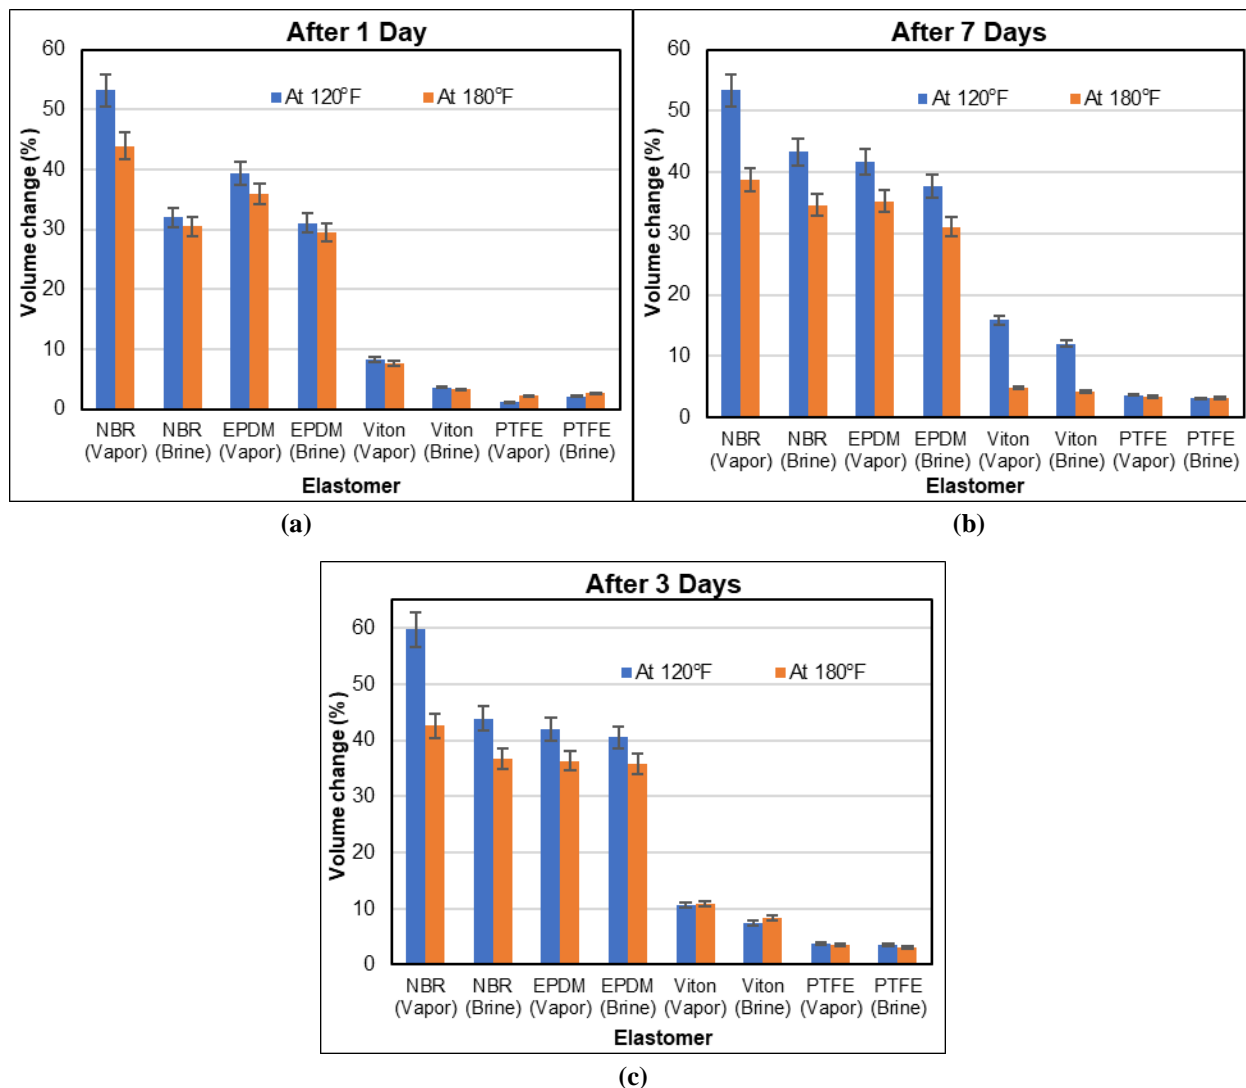 After 1 Day
60
50
40
30
20
10
0
Volume change (%)
At 120°F
At 180°F
NBR (Vapor)
NBR (Brine)
EPDM (Vapor)
EPDM (Brine)
Viton (Vapor)
Viton (Brine)
PTFE (Vapor)
PTFE (Brine)
Elastomer
(a)
After 7 Days
60
50
40
30
20
10
0
Volume change (%)
At 120°F
At 180°F
NBR (Vapor)
NBR (Brine)
EPDM (Vapor)
EPDM (Brine)
Viton (Vapor)
Viton (Brine)
PTFE (Vapor)
PTFE (Brine)
Elastomer
(b)
After 3 Days
60
50
40
30
20
10
0
Volume change (%)
At 120°F
At 180°F
NBR (Vapor)
NBR (Brine)
EPDM (Vapor)
EPDM (Brine)
Viton (Vapor)
Viton (Brine)
PTFE (Vapor)
PTFE (Brine)
Elastomer
(c)